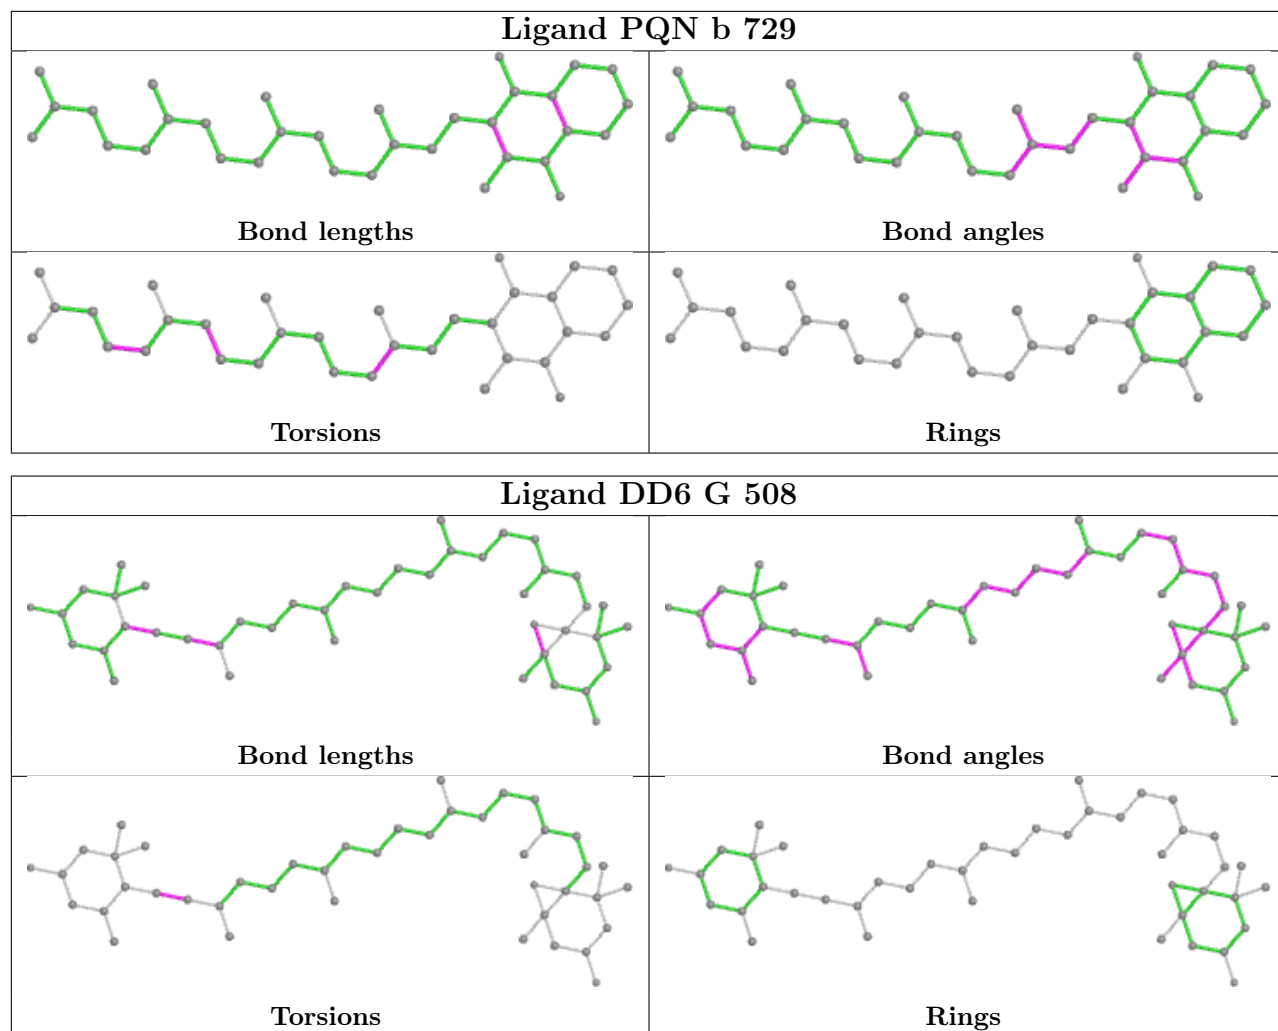 Ligand PQN b 729
Bond lengths
Bond angles
Torsions
Rings
Ligand DD6 G 508
Bond lengths
Bond angles
Torsions
Rings